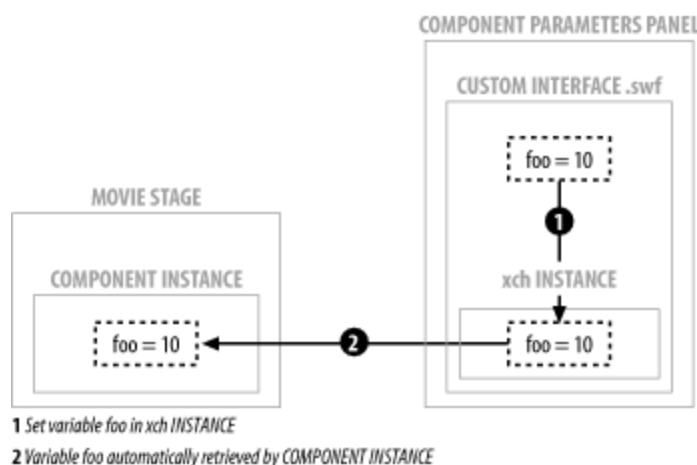 COMPONENT PARAMETERS PANEL
CUSTOM INTERFACE .swf
foo = 10
1
MOVIE STAGE
COMPONENT INSTANCE
xch INSTANCE
foo = 10
2
foo = 10
1 Set variable foo in xch INSTANCE
2 Variable foo automatically retrieved by COMPONENT INSTANCE